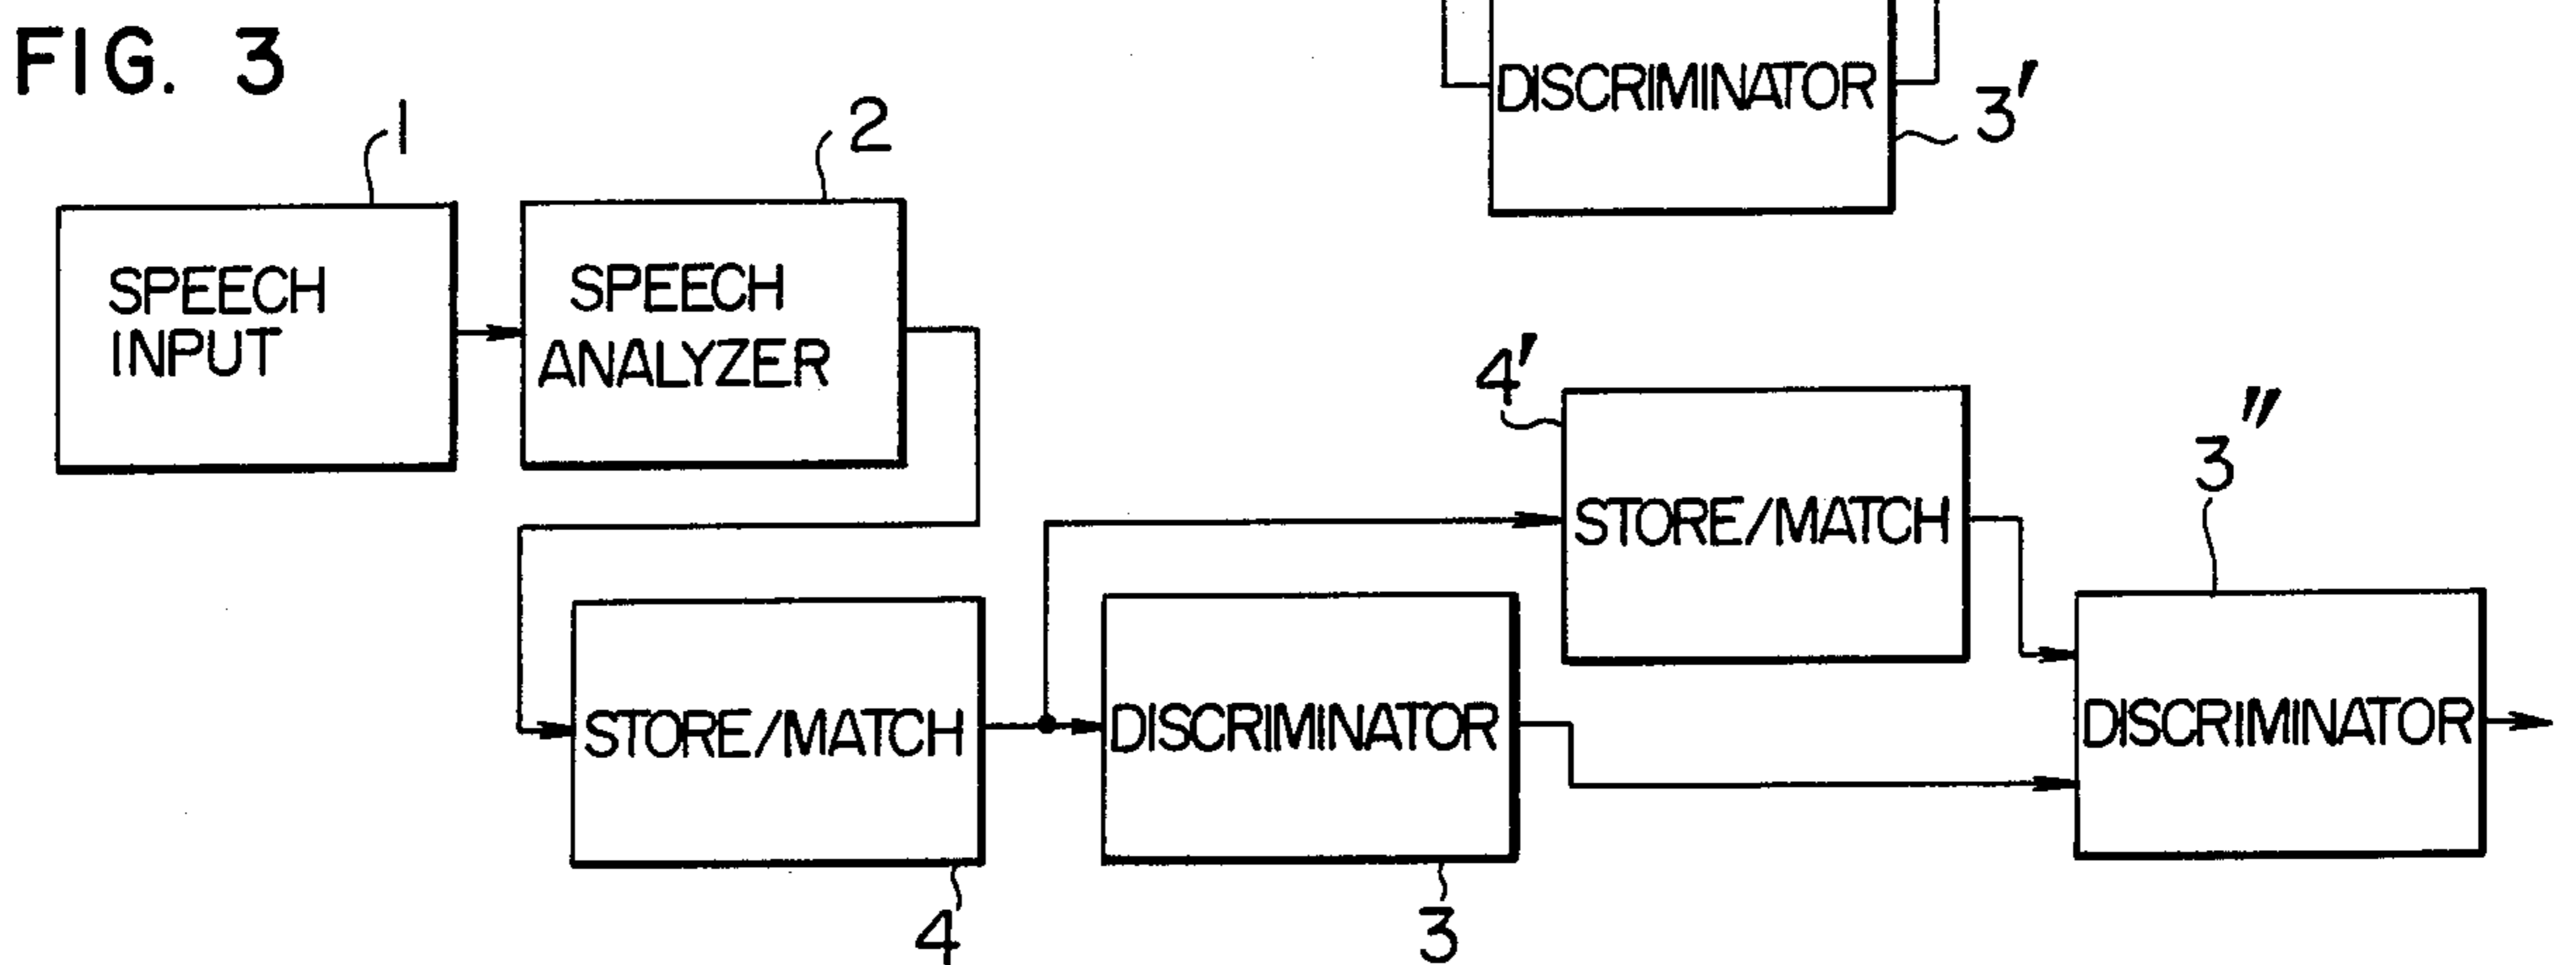 FIG. 3
DISCRIMINATOR
3'
1
2
SPEECH
INPUT
SPEECH
ANALYZER
4'
STORE/MATCH
3"
STORE/MATCH
DISCRIMINATOR
DISCRIMINATOR
4
3